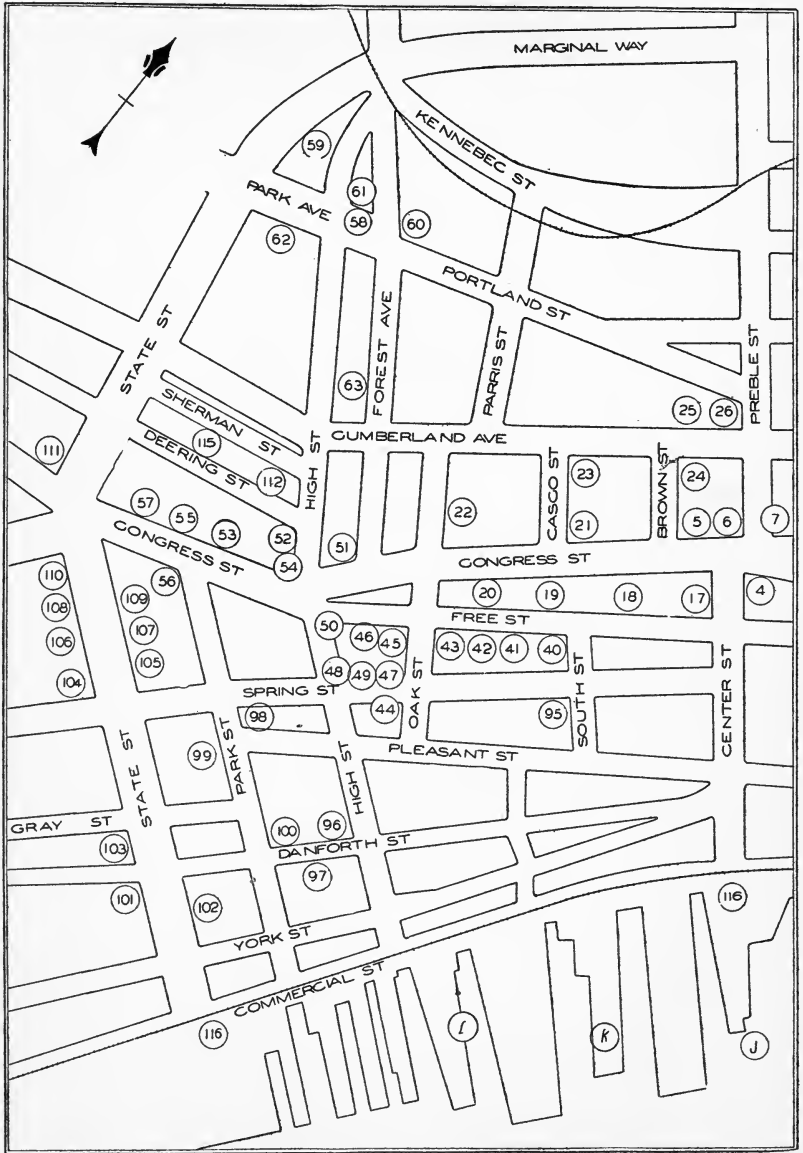 MARGINAL WAY
KENNEBEC ST
59
PARK AVE
61
58
60
62
PORTLAND ST
STATE ST
FOREST AVE
PARRIS ST
PREBLE ST
63
25
26
SHERMAN ST
115
CUMBERLAND AVE
111
DEERING ST
112
HIGH ST
CASCO ST
23
BROWN ST
24
57
55
53
52
22
21
5
6
7
54
51
CONGRESS ST
CONGRESS ST
110
56
109
108
107
106
105
104
20
19
18
17
4
FREE ST
50
46
45
43
42
41
40
48
49
47
SPRING ST
OAK ST
SOUTH ST
CENTER ST
98
44
95
STATE ST
99
PARK ST
HIGH ST
PLEASANT ST
GRAY ST
103
100
96
DANFORTH ST
97
101
102
116
YORK ST
COMMERCIAL ST
116
I
K
J